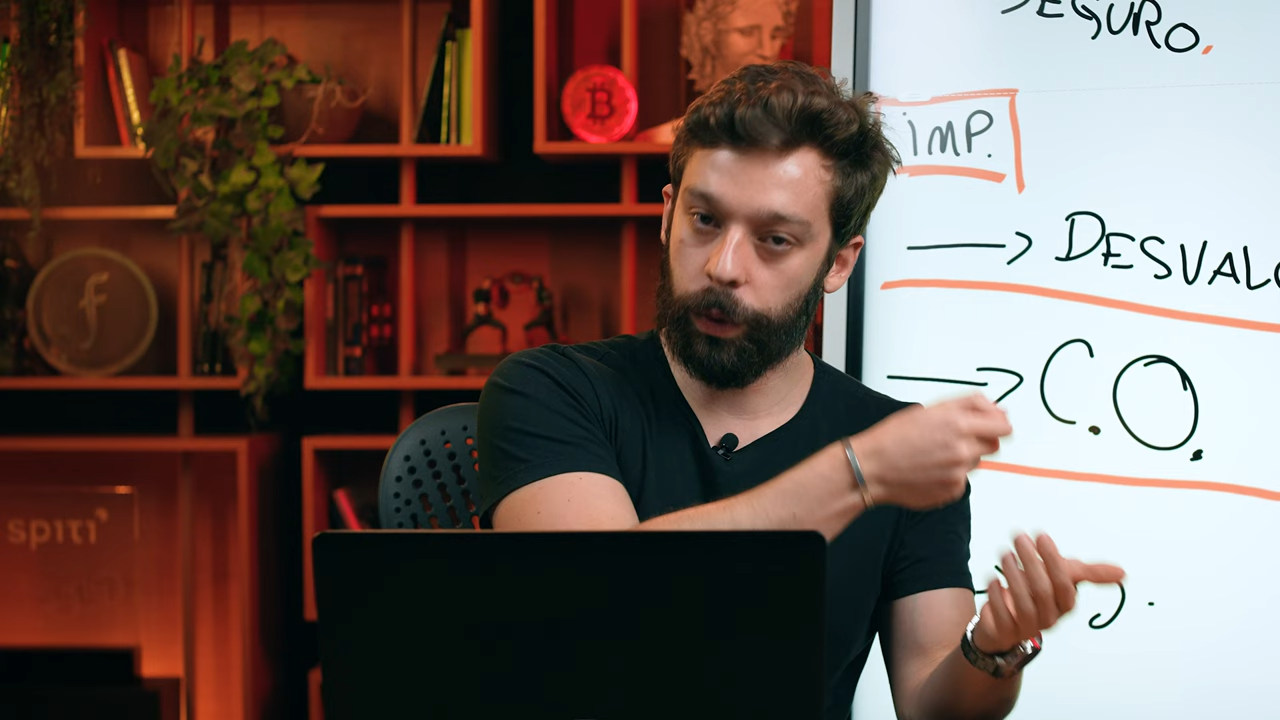 SEGURO.
iMP.
→ DESVALO
→ C.O.
spiti
B
f